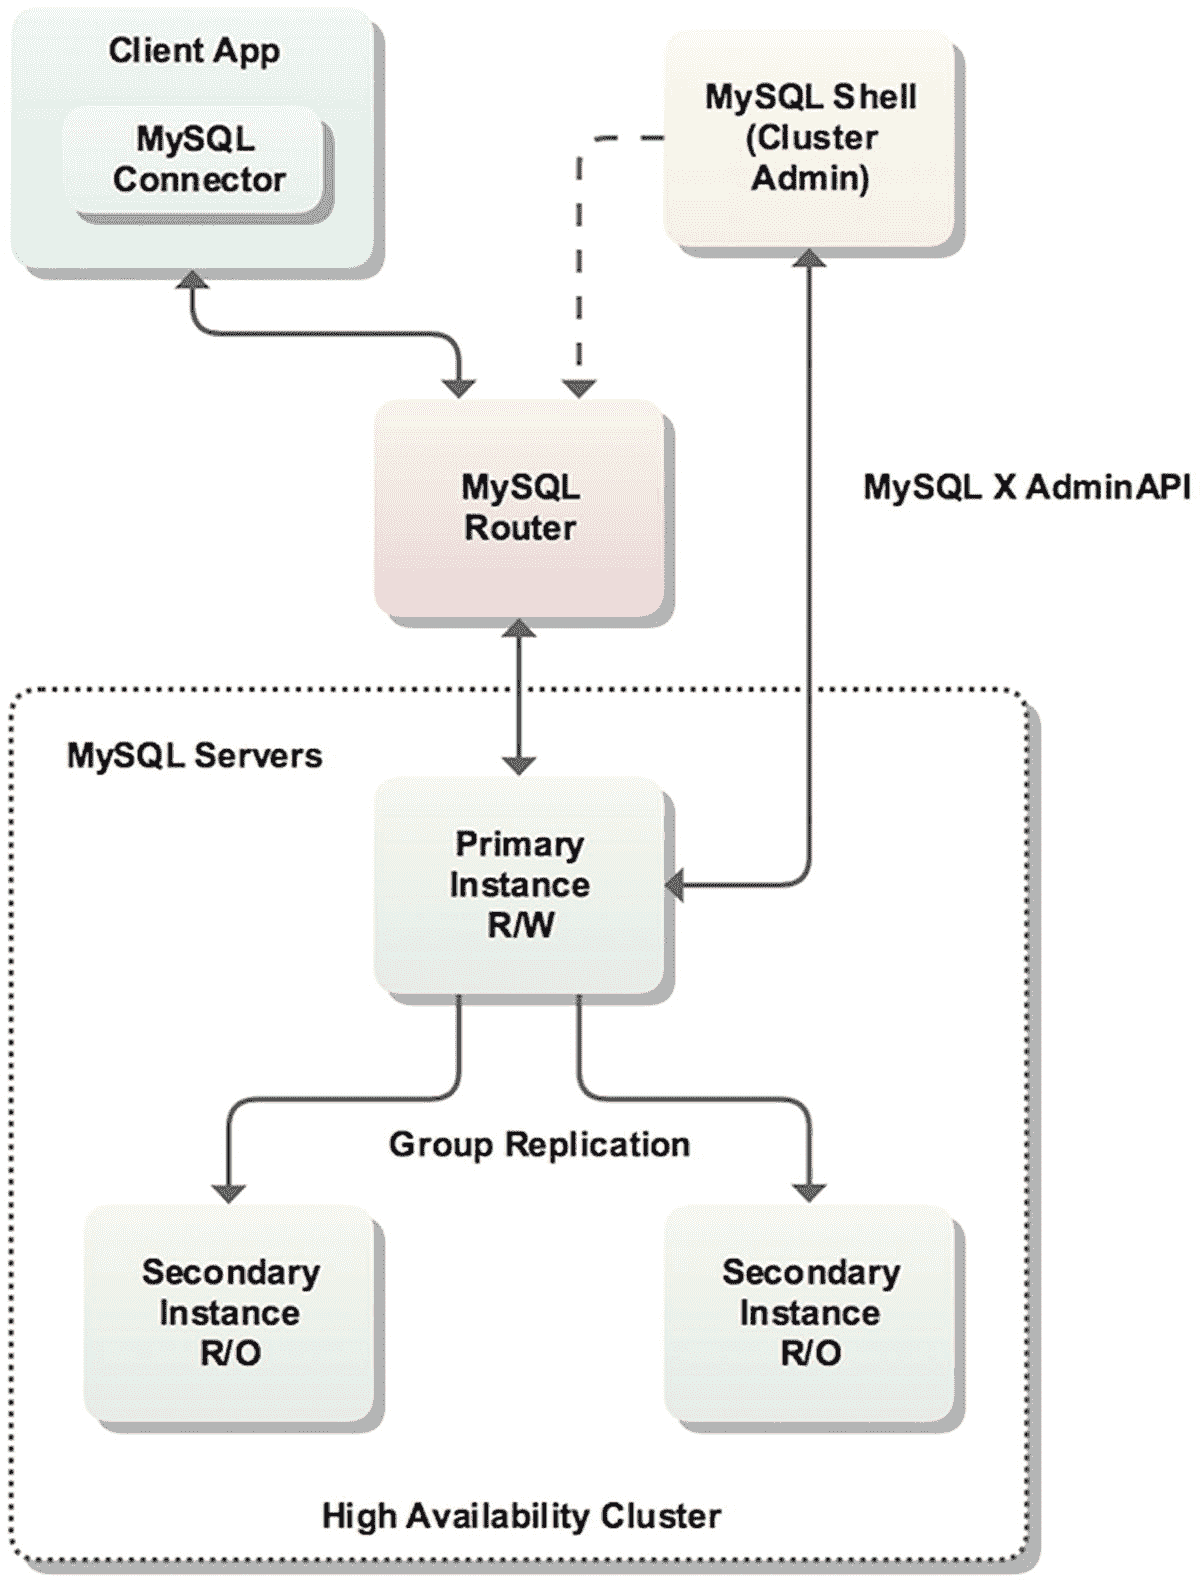 Client App
MySQL
Connector
MySQL Shell
(Cluster
Admin)
MySQL
Router
MySQL X AdminAPI
MySQL Servers
Primary
Instance
R/W
Group Replication
Secondary
Instance
R/O
Secondary
Instance
R/O
High Availability Cluster